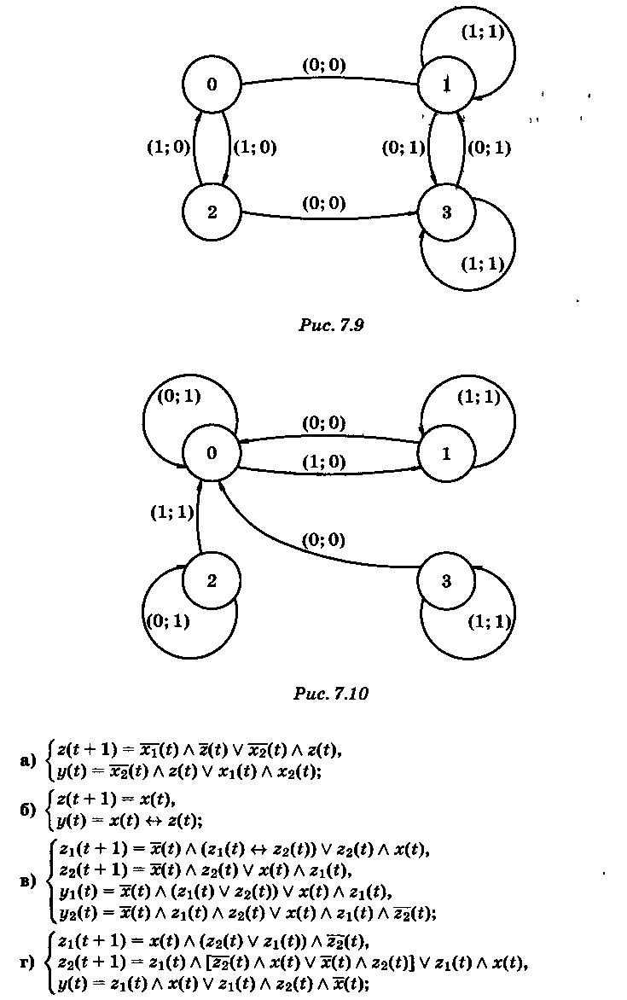 (1; 1)
(0; 0)
0
1
(1; 0)
(1; 0)
(0; 1)
(0; 1)
(0; 0)
2
3
(1; 1)
Рис. 7.9
(0; 1)
(1; 1)
(0; 0)
0
1
(1; 0)
(1; 1)
(0; 0)
2
3
(0; 1)
(1; 1)
Рис. 7.10
а) { z(t + 1) = x̅₁(t) ∧ z̅(t) ∨ x̅₂(t) ∧ z(t),
y(t) = x̅₂(t) ∧ z(t) ∨ x₁(t) ∧ x₂(t);
б) { z(t + 1) = x(t),
y(t) = x(t) ↔ z(t);
в) { z₁(t + 1) = x̅(t) ∧ (z₁(t) ↔ z₂(t)) ∨ z₂(t) ∧ x(t),
z₂(t + 1) = x̅(t) ∧ z₂(t) ∨ x(t) ∧ z₁(t),
y₁(t) = x̅(t) ∧ (z₁(t) ∨ z₂(t)) ∨ x(t) ∧ z₁(t),
y₂(t) = x̅(t) ∧ z₁(t) ∧ z₂(t) ∨ x(t) ∧ z₁(t) ∧ z̅₂(t);
г) { z₁(t + 1) = x(t) ∧ (z₂(t) ∨ z₁(t)) ∧ z̅₂(t),
z₂(t + 1) = z₁(t) ∧ [z̅₂(t) ∧ x(t) ∨ x̅(t) ∧ z₂(t)] ∨ z₁(t) ∧ x(t),
y(t) = z₁(t) ∧ x(t) ∨ z₁(t) ∧ z₂(t) ∧ x̅(t);